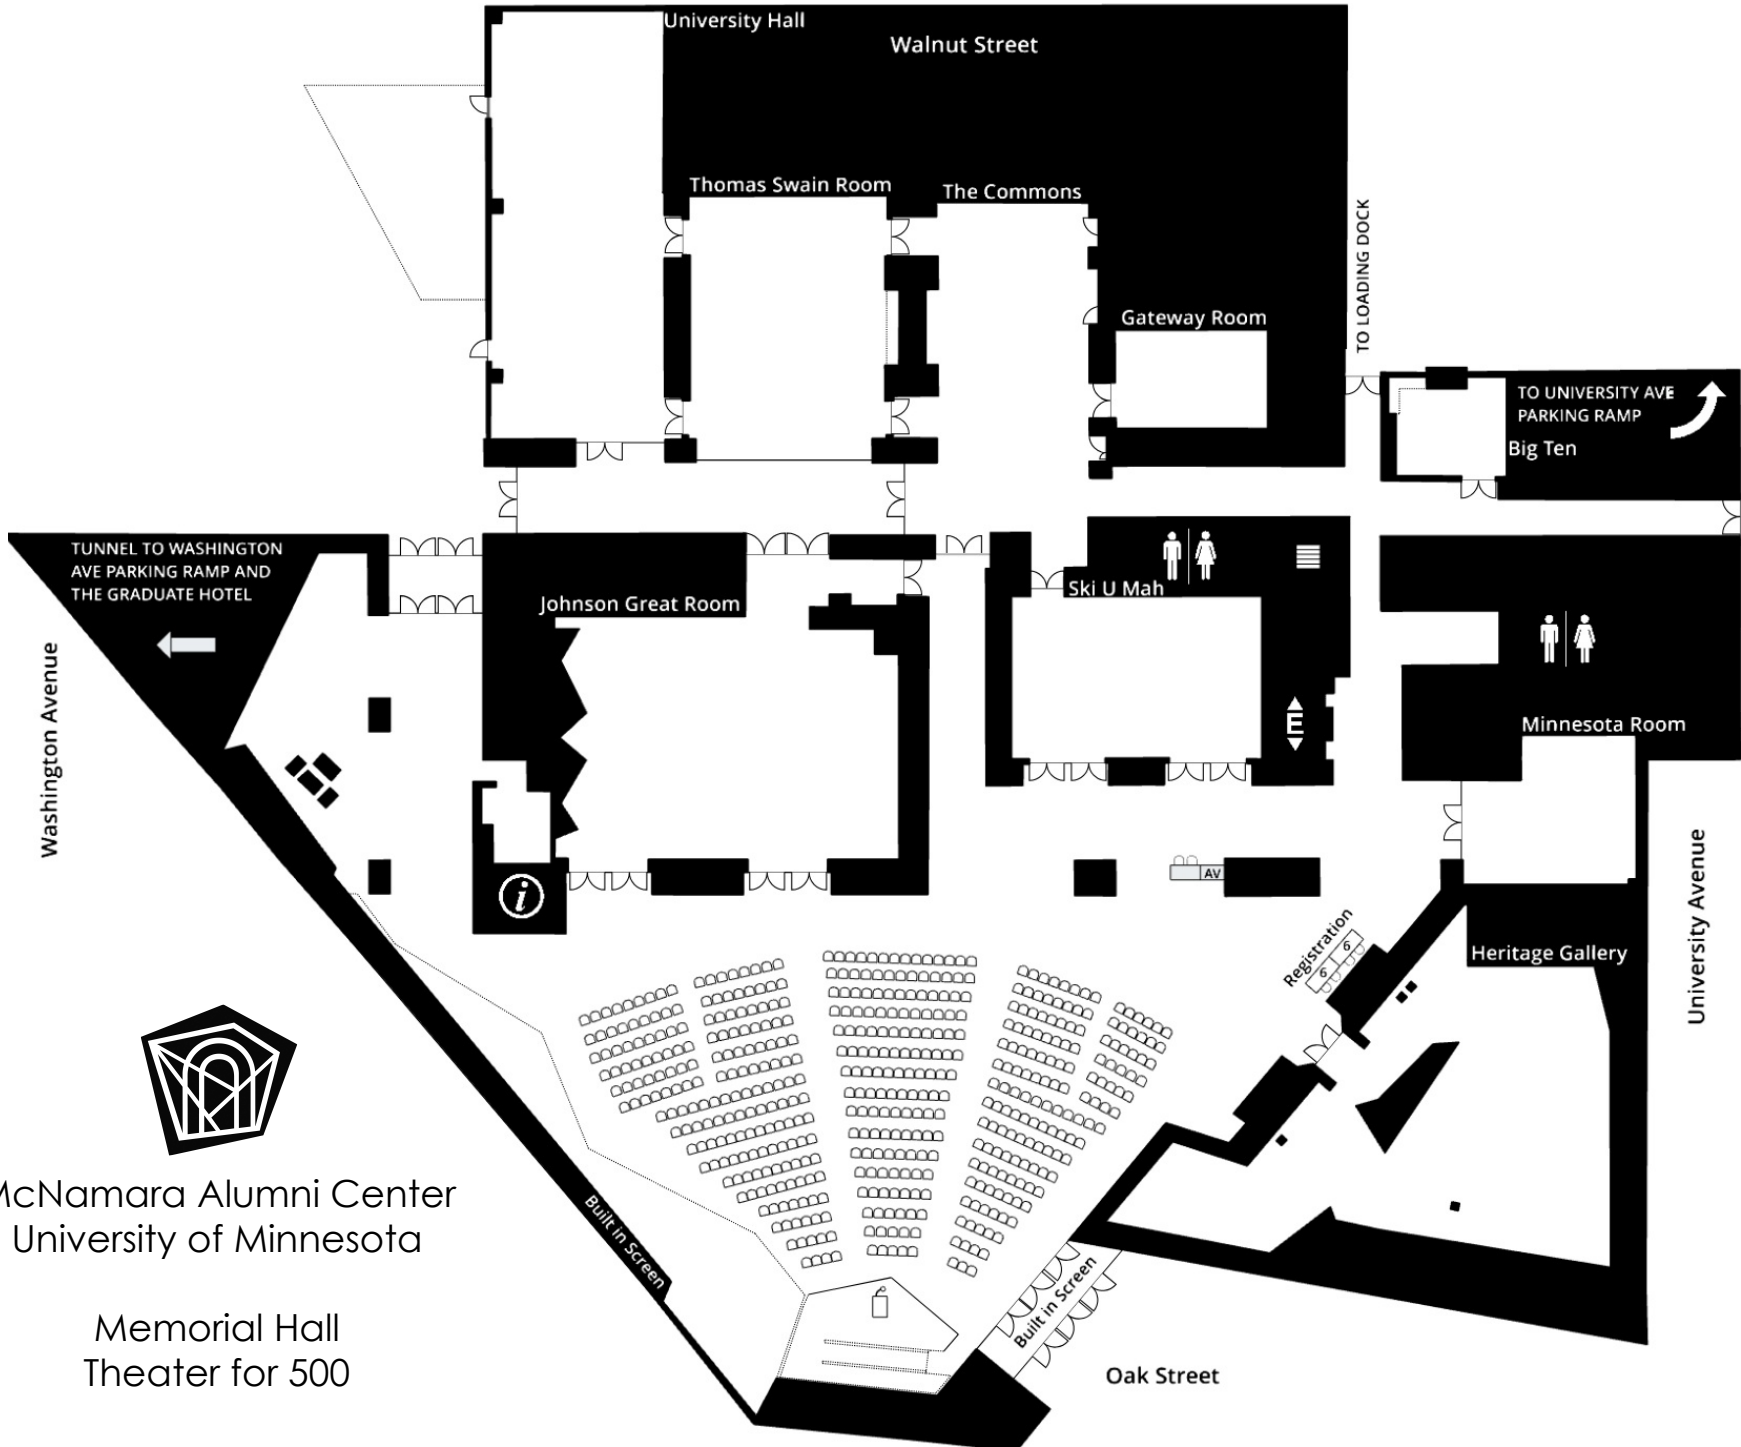 University Hall
Walnut Street
Thomas Swain Room
The Commons
TO LOADING DOCK
Gateway Room
TO UNIVERSITY AVE
PARKING RAMP
Big Ten
TUNNEL TO WASHINGTON
AVE PARKING RAMP AND
THE GRADUATE HOTEL
Johnson Great Room
Ski U Mah
E
Washington Avenue
Minnesota Room
University Avenue
i
AV
Registration
6
6
Heritage Gallery
McNamara Alumni Center
University of Minnesota
Memorial Hall
Theater for 500
Built in Screen
Built in Screen
Oak Street